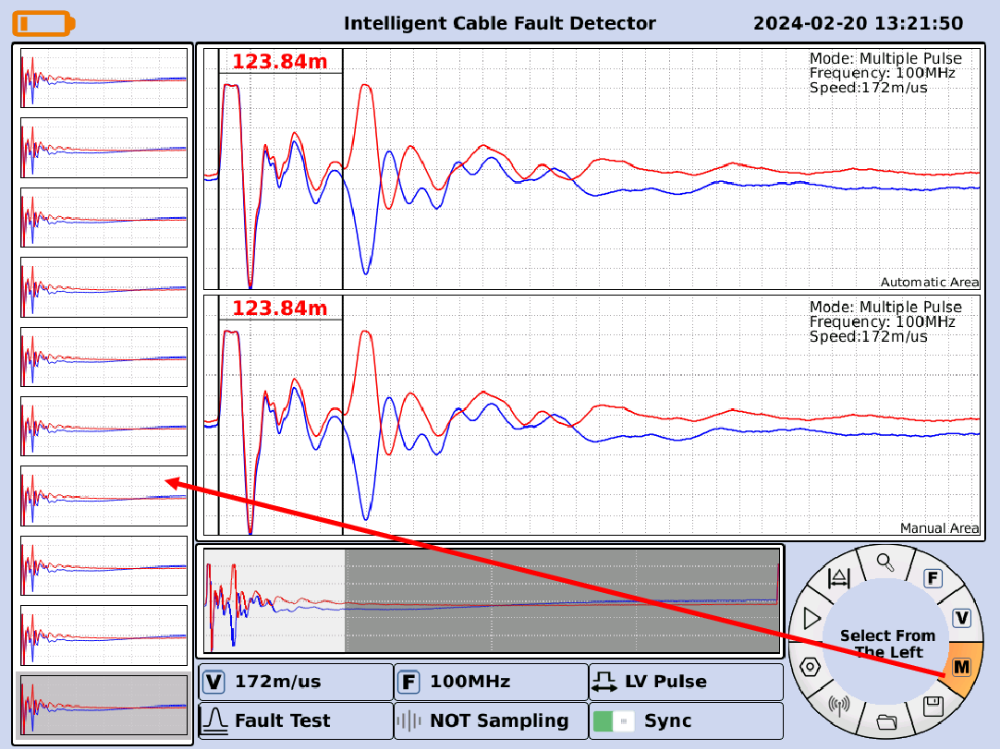 Intelligent Cable Fault Detector
2024-02-20 13:21:50
123.84m
Mode: Multiple Pulse
Frequency: 100MHz
Speed:172m/us
Automatic Area
123.84m
Mode: Multiple Pulse
Frequency: 100MHz
Speed:172m/us
Manual Area
F
V
M
Select From
The Left
V 172m/us
F 100MHz
LV Pulse
Fault Test
NOT Sampling
Sync